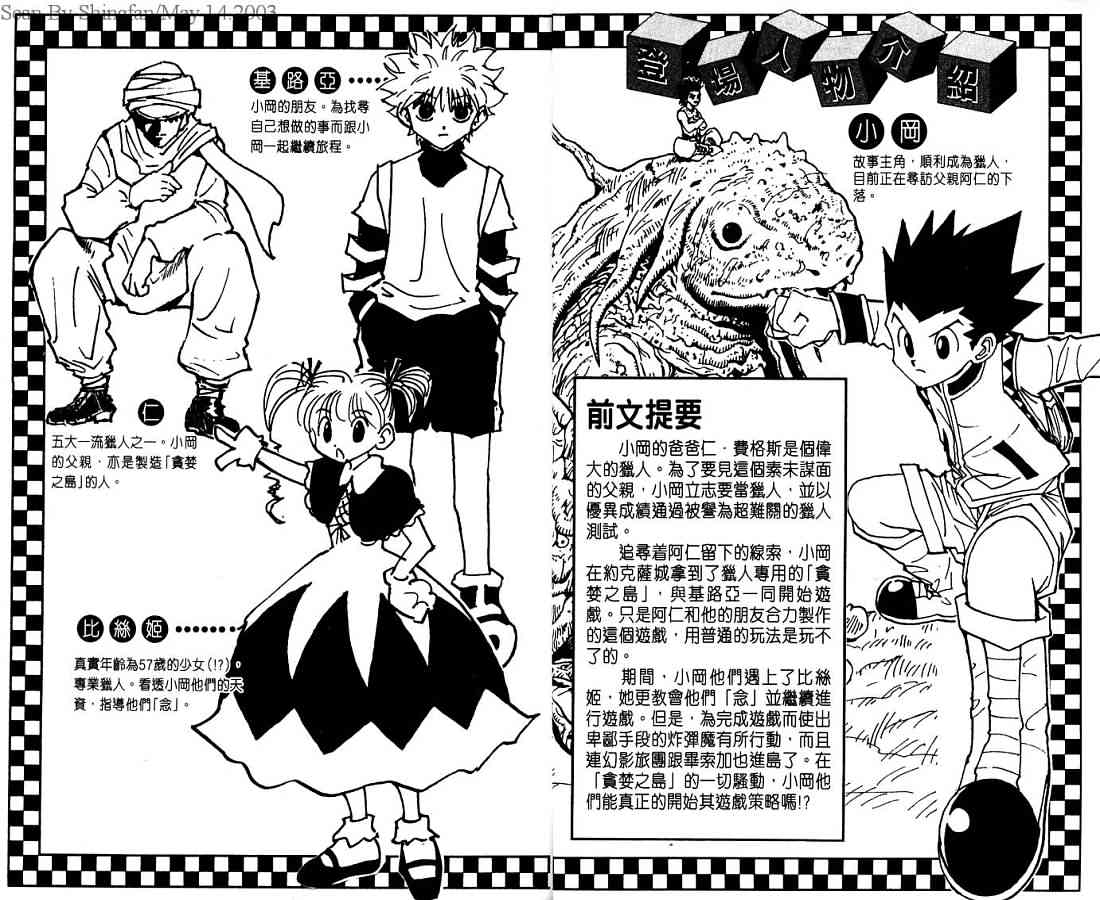 Scan By Shingfan/May.14.2003
登場人物介紹
小岡
故事主角，順利成為獵人，
目前正在尋訪父親阿仁的下
落。
基路亞
小岡的朋友。為找尋
自己想做的事而跟小
岡一起繼續旅程。
仁
五大一流獵人之一。小岡
的父親，亦是製造「貪婪
之島」的人。
比絲姬
真實年齡為57歲的少女(!?)。
專業獵人。看透小岡他們的天
資，指導他們「念」。
前文提要
小岡的爸爸仁．費格斯是個偉
大的獵人。為了要見這個素未謀面
的父親，小岡立志要當獵人，並以
優異成績通過被譽為超難關的獵人
測試。
追尋着阿仁留下的線索，小岡
在約克薩城拿到了獵人專用的「貪
婪之島」，與基路亞一同開始遊
戲。只是阿仁和他的朋友合力製作
的這個遊戲，用普通的玩法是玩不
了的。
期間，小岡他們遇上了比絲
姬，她更教會他們「念」並繼續進
行遊戲。但是，為完成遊戲而使出
卑鄙手段的炸彈魔有所行動，而且
連幻影旅團跟畢索加也進島了。在
「貪婪之島」的一切騷動，小岡他
們能真正的開始其遊戲策略嗎!?